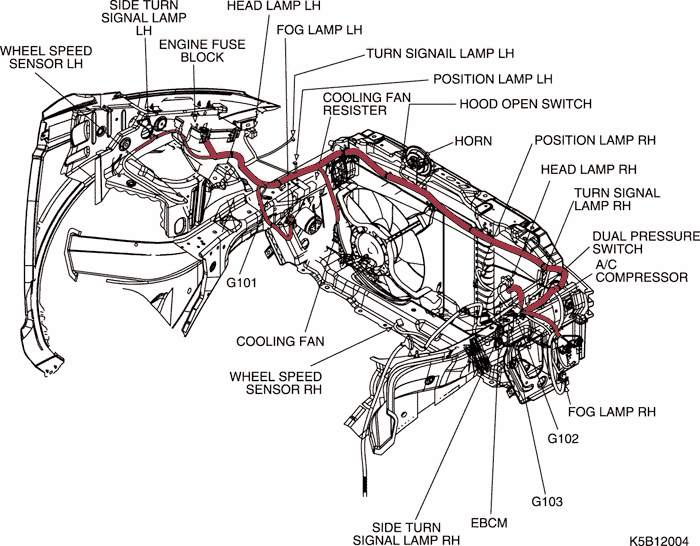 SIDE TURN
SIGNAL LAMP
LH
HEAD LAMP LH
FOG LAMP LH
WHEEL SPEED
SENSOR LH
ENGINE FUSE
BLOCK
TURN SIGNAIL LAMP LH
POSITION LAMP LH
COOLING FAN
RESISTER
HOOD OPEN SWITCH
HORN
POSITION LAMP RH
HEAD LAMP RH
TURN SIGNAL
LAMP RH
DUAL PRESSURE
SWITCH
A/C
COMPRESSOR
G101
COOLING FAN
WHEEL SPEED
SENSOR RH
FOG LAMP RH
G102
G103
EBCM
SIDE TURN
SIGNAL LAMP RH
K5B12004